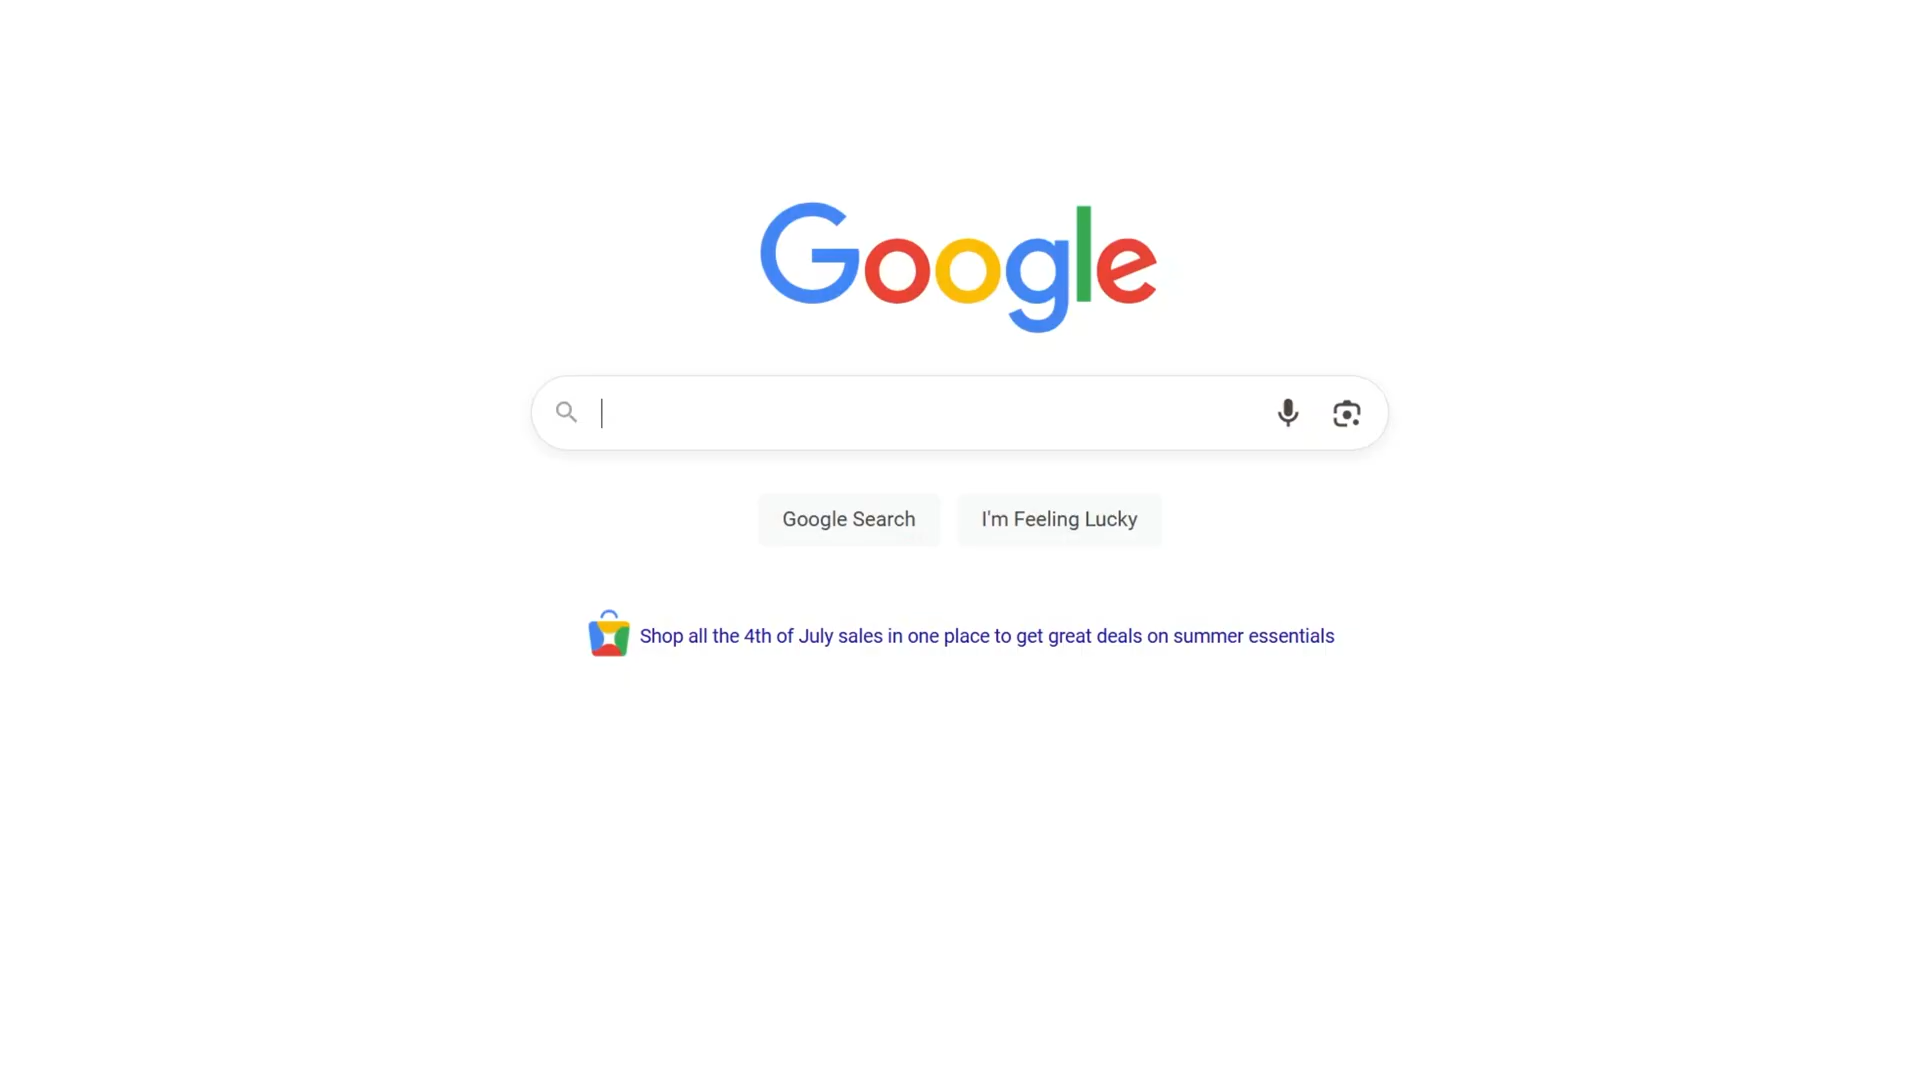 Google
Google Search
I'm Feeling Lucky
Shop all the 4th of July sales in one place to get great deals on summer essentials